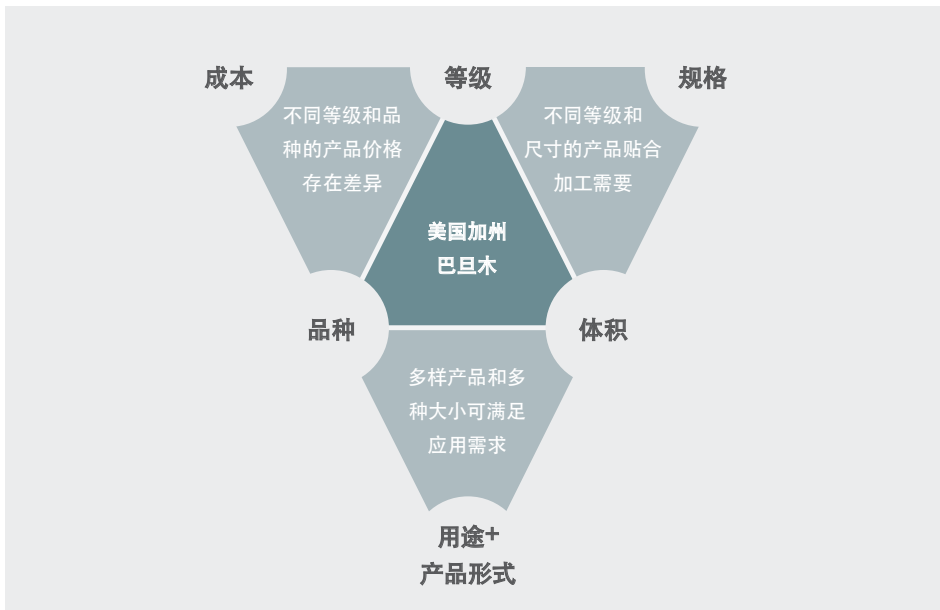 成本
等级
规格
不同等级和品
种的产品价格
存在差异
不同等级和
尺寸的产品贴合
加工需要
美国加州
巴旦木
品种
体积
多样产品和多
种大小可满足
应用需求
用途+
产品形式